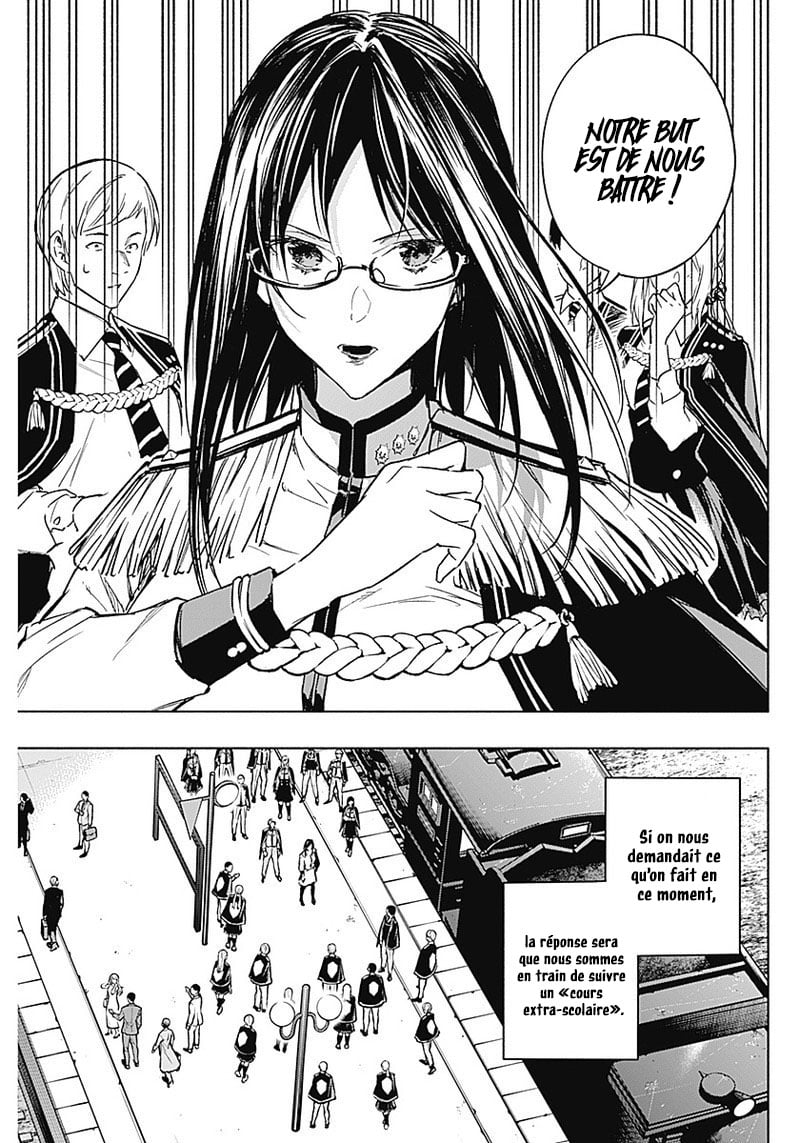 NOTRE BUT
EST DE NOUS
BATTRE !
Si on nous
demandait ce
qu'on fait en
ce moment,
la réponse sera
que nous sommes
en train de suivre
un «cours
extra-scolaire».